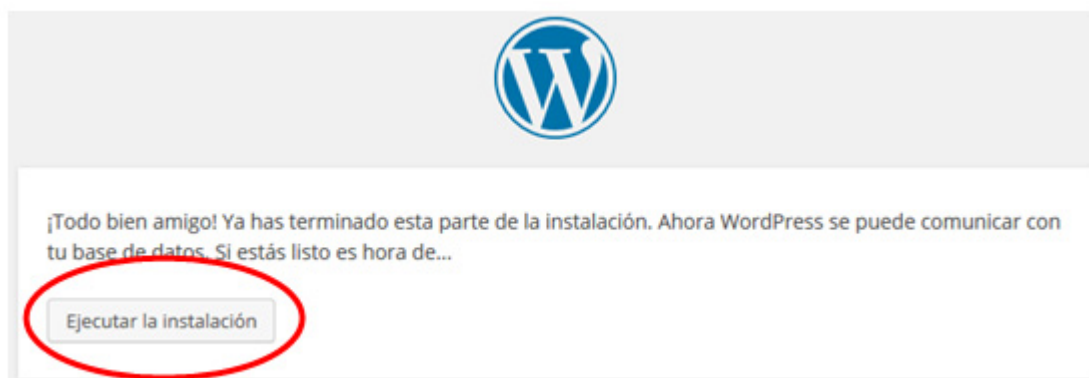 ¡Todo bien amigo! Ya has terminado esta parte de la instalación. Ahora WordPress se puede comunicar con
tu base de datos. Si estás listo es hora de...
Ejecutar la instalación